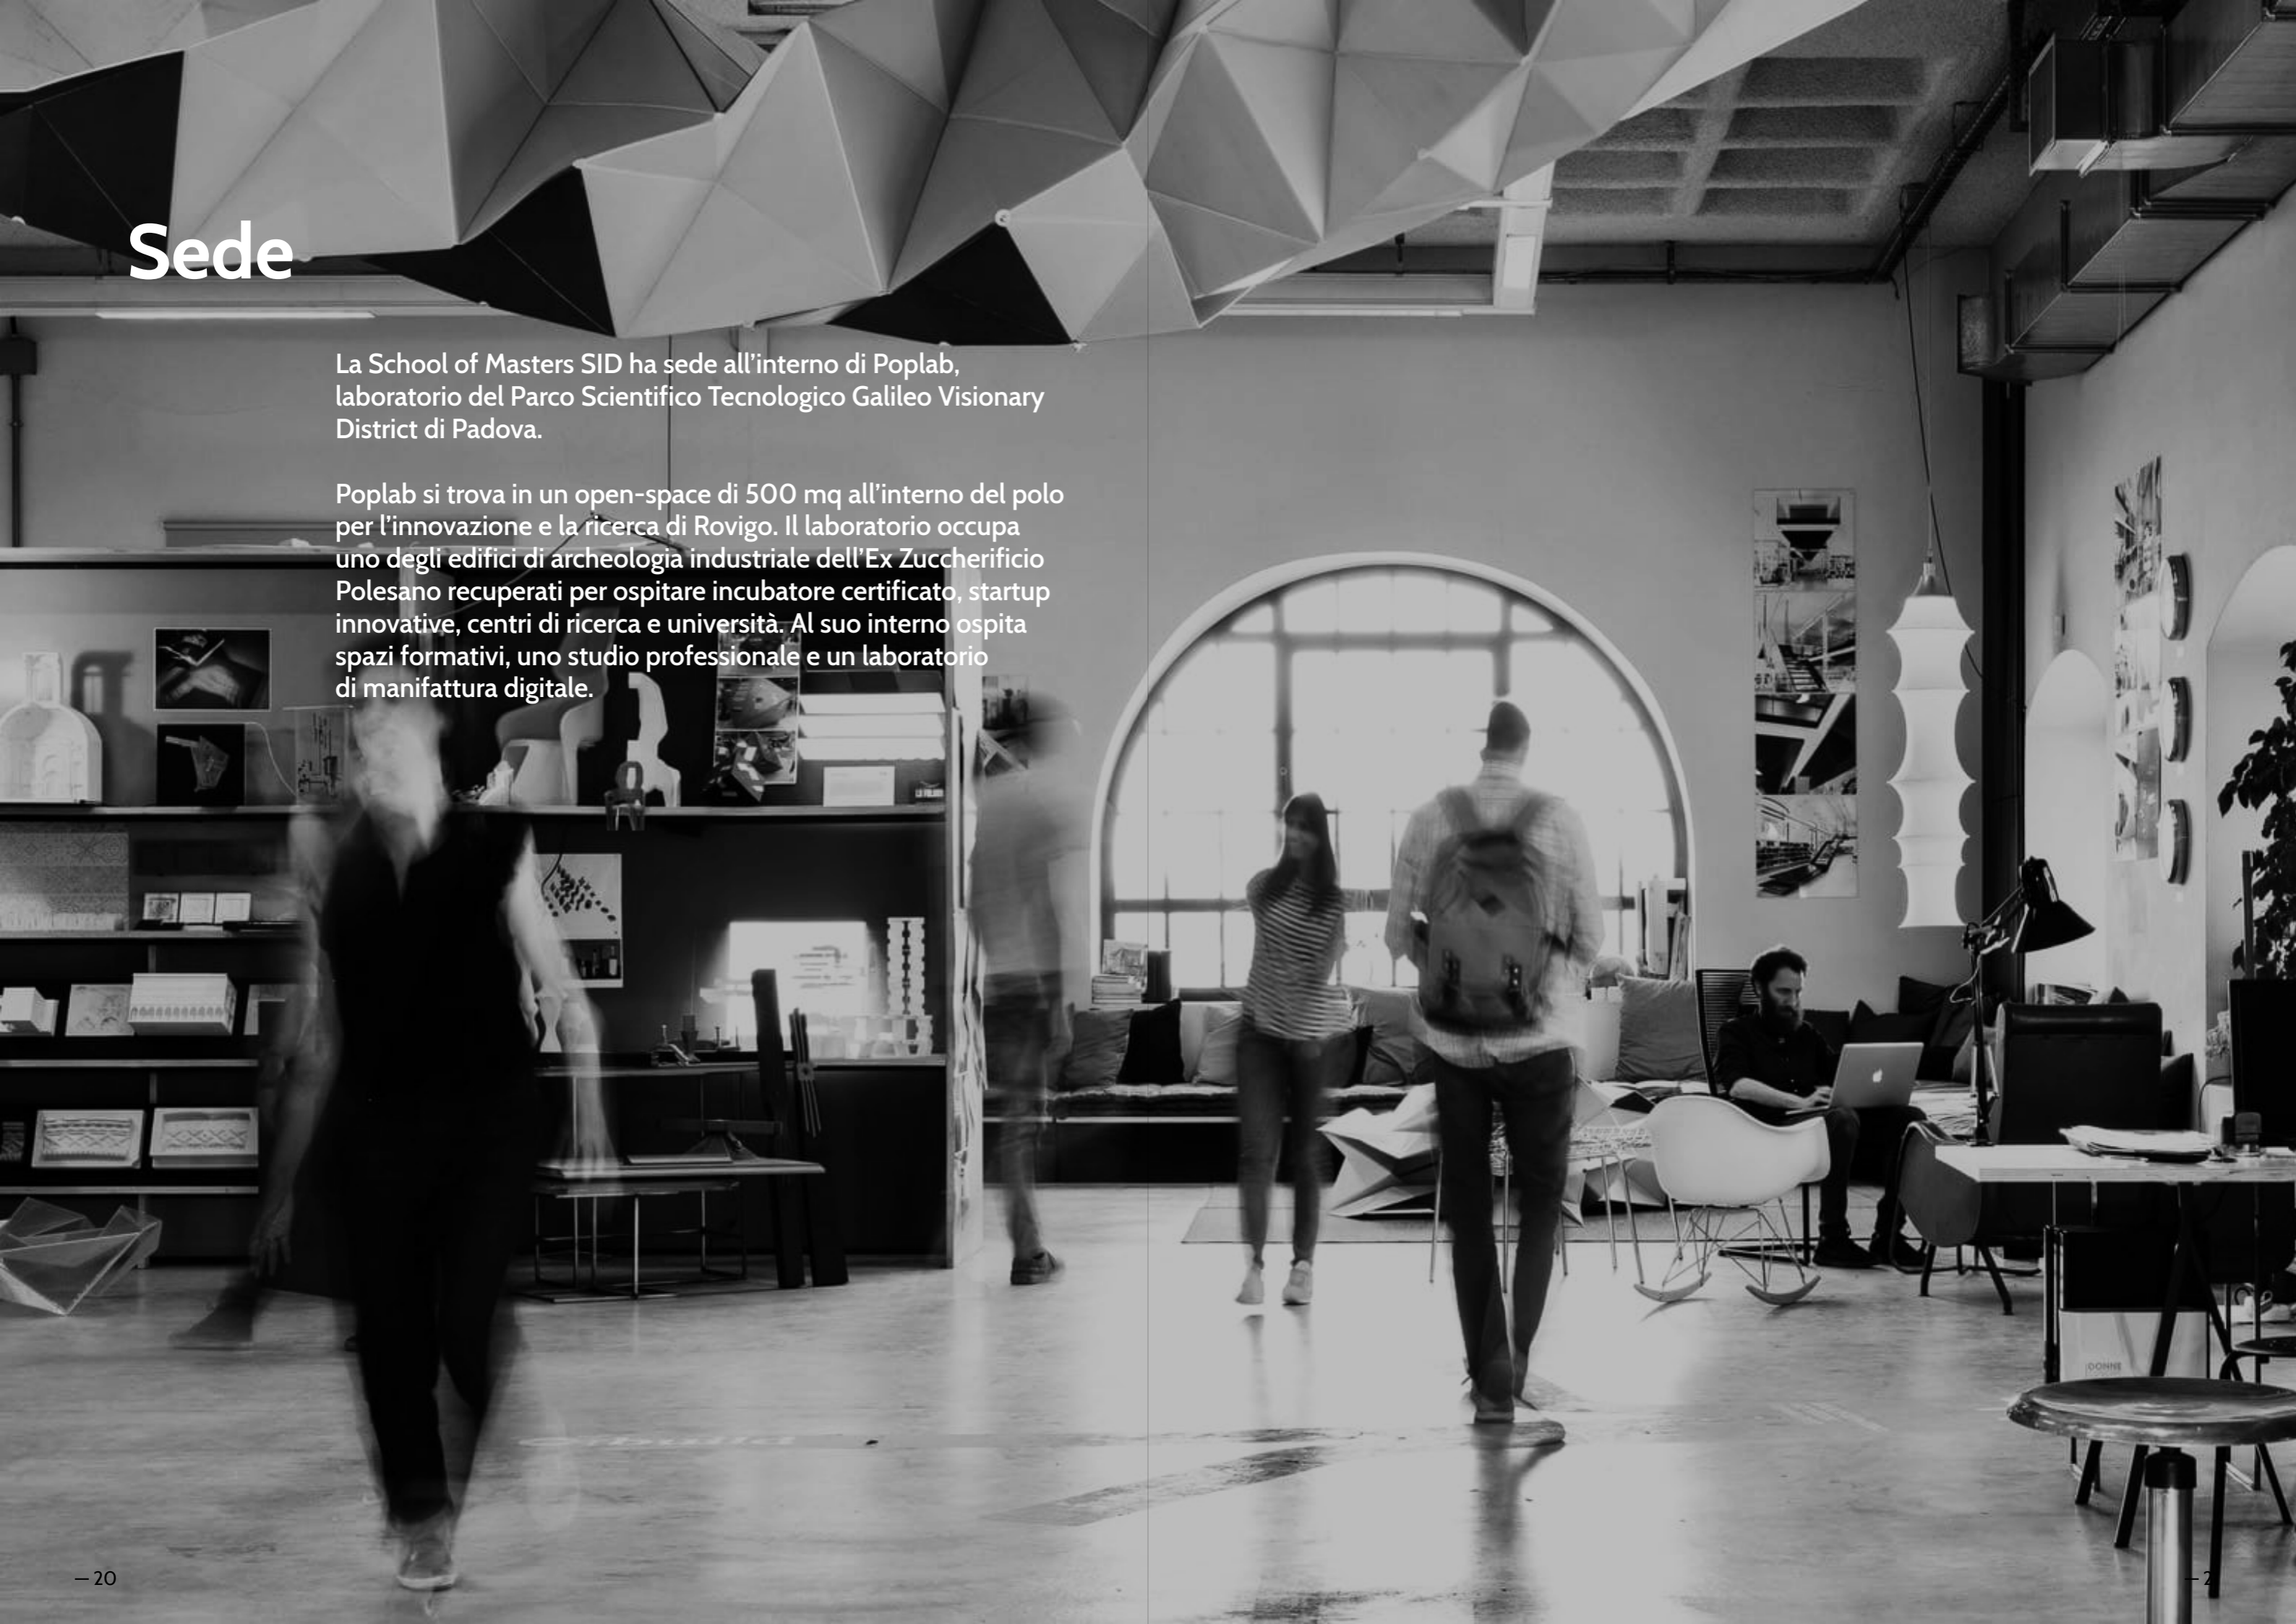 Sede
La School of Masters SID ha sede all’interno di Poplab,
laboratorio del Parco Scientifico Tecnologico Galileo Visionary
District di Padova.
Poplab si trova in un open-space di 500 mq all’interno del polo
per l’innovazione e la ricerca di Rovigo. Il laboratorio occupa
uno degli edifici di archeologia industriale dell’Ex Zuccherificio
Polesano recuperati per ospitare incubatore certificato, startup
innovative, centri di ricerca e università. Al suo interno ospita
spazi formativi, uno studio professionale e un laboratorio
di manifattura digitale.
DONNE
— 20